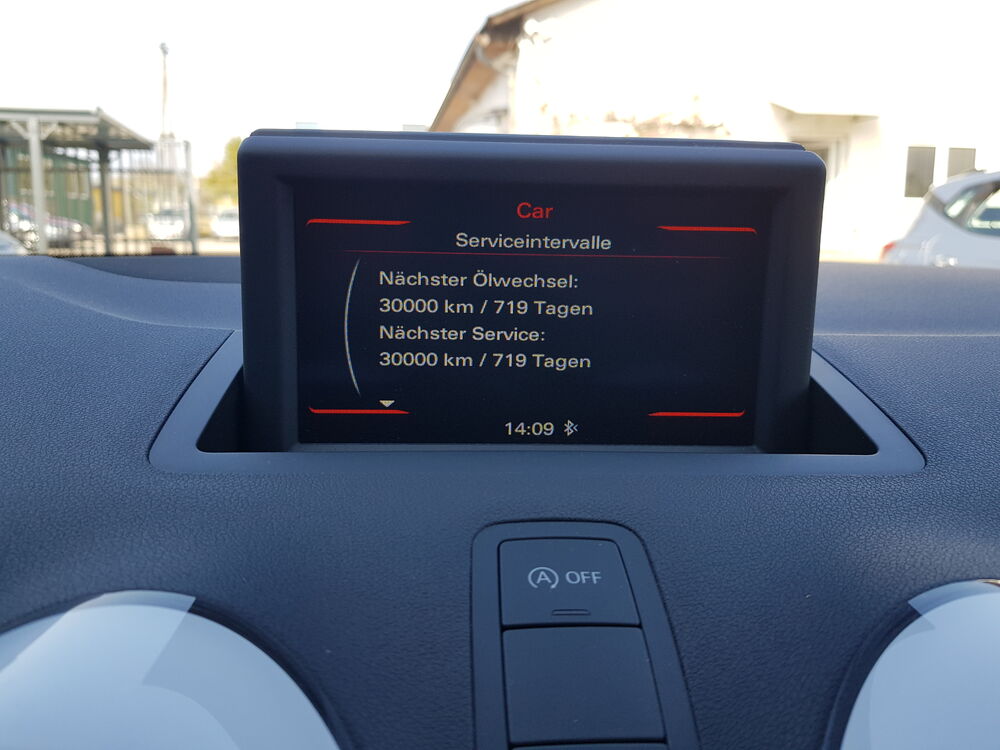 Car
Serviceintervalle
Nächster Ölwechsel:
30000 km / 719 Tagen
Nächster Service:
30000 km / 719 Tagen
14:09
A OFF